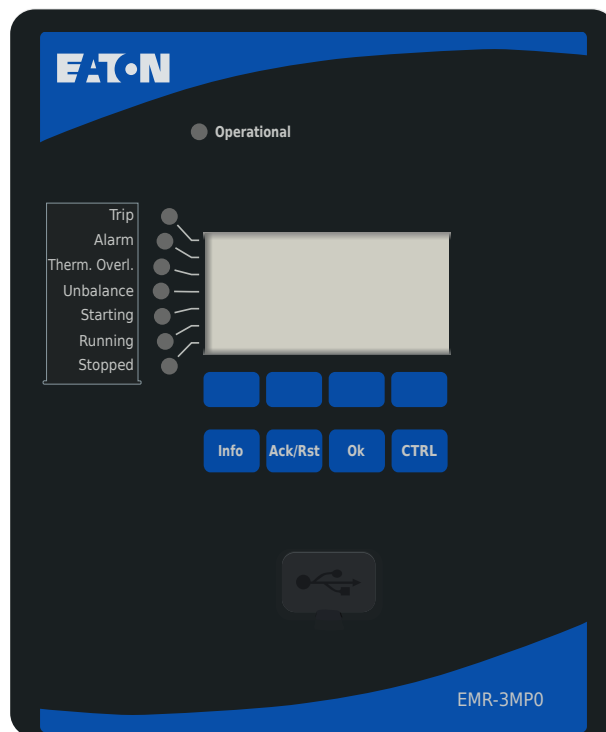 EATON
Operational
Trip
Alarm
Therm. Overl.
Unbalance
Starting
Running
Stopped
Info Ack/Rst Ok CTRL
EMR-3MP0